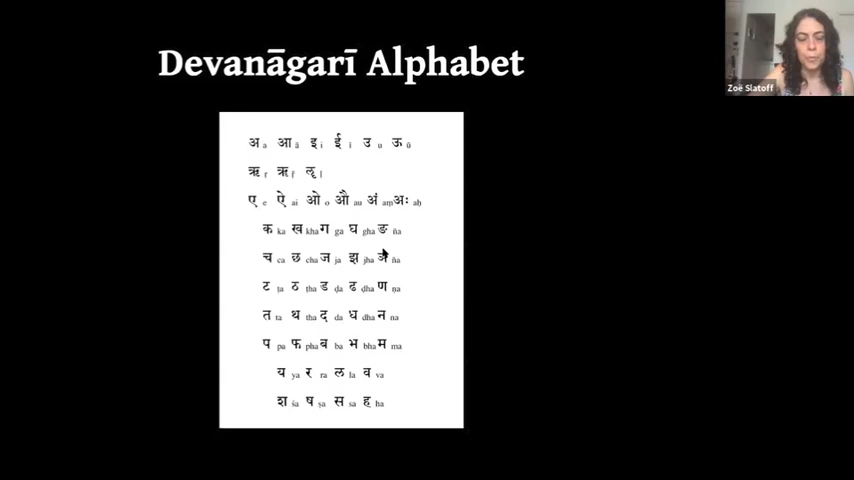 Devanāgarī Alphabet
Zoë Slatoff
अ a आ ā इ i ई ī उ u ऊ ū
ऋ ṛ ॠ ṝ ऌ ḷ
ए e ऐ ai ओ o औ au अं aṃ अः aḥ
क ka ख kha ग ga घ gha ङ ña
च ca छ cha ज ja झ jha ञ ña
ट ṭa ठ ṭha ड ḍa ढ ḍha ण ṇa
त ta थ tha द da ध dha न na
प pa फ pha ब ba भ bha म ma
य ya र ra ल la व va
श śa ष ṣa स sa ह ha